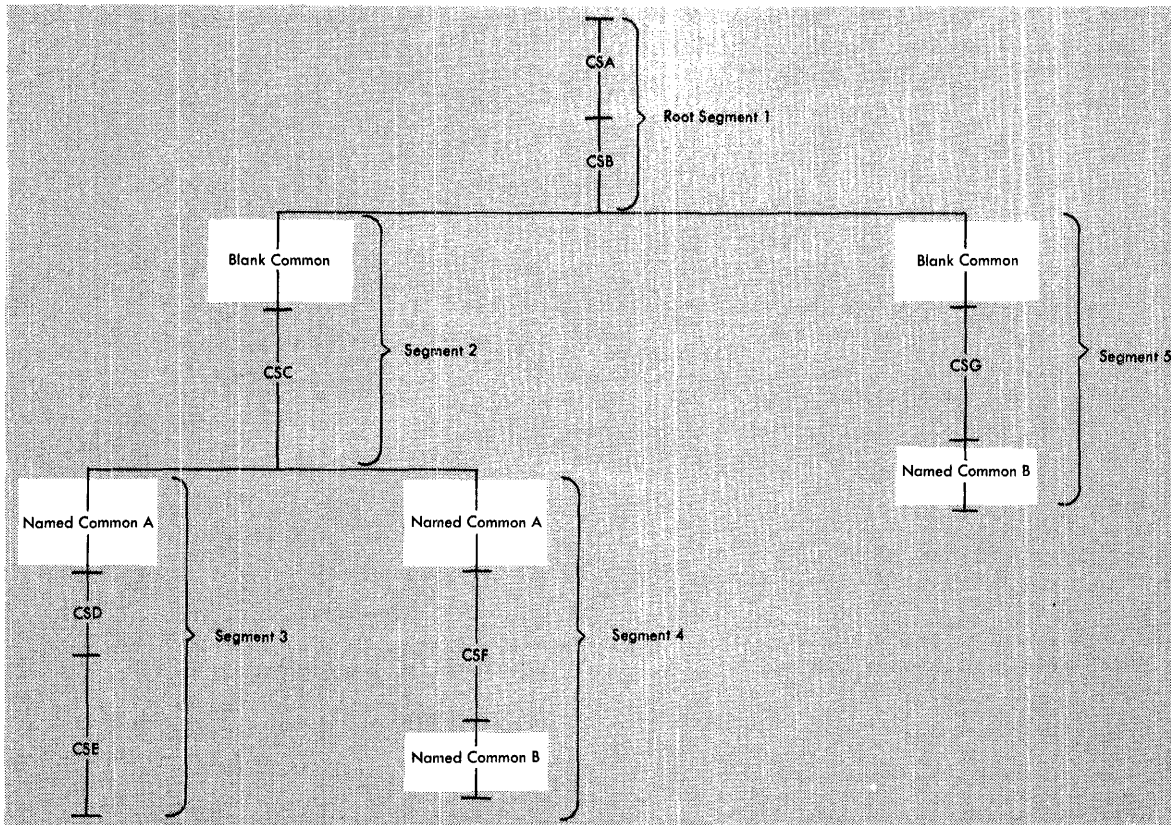 CSA
Root Segment 1
CSB
Blank Common
Blank Common
Segment 2
Segment 5
CSC
CSG
Named Common B
Named Common A
Named Common A
CSD
Segment 3
Segment 4
CSF
CSE
Named Common B